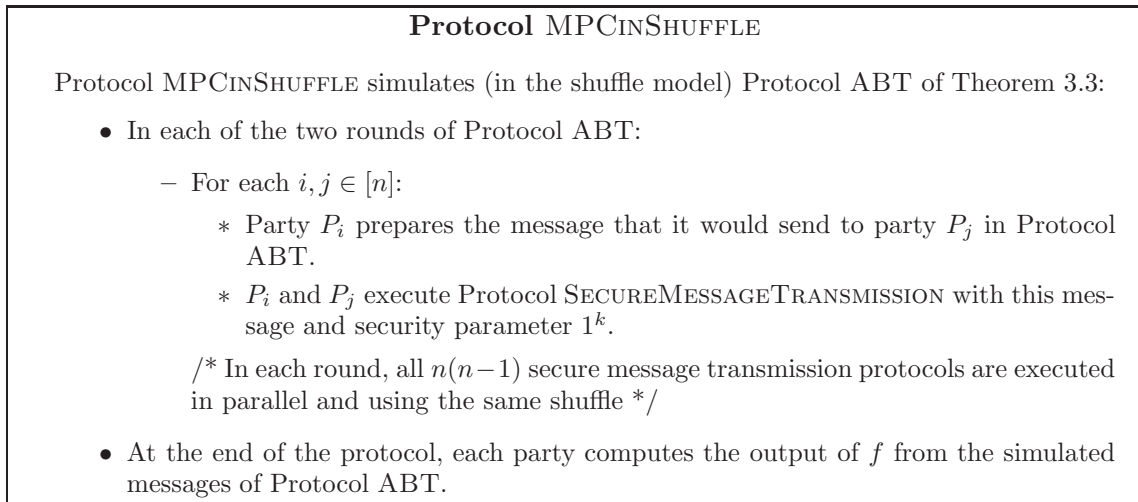 Protocol MPCINSHUFFLE
Protocol MPCINSHUFFLE simulates (in the shuffle model) Protocol ABT of Theorem 3.3:
• In each of the two rounds of Protocol ABT:
– For each i, j ∈ [n]:
∗ Party P_i prepares the message that it would send to party P_j in Protocol
ABT.
∗ P_i and P_j execute Protocol SECUREMESSAGETRANSMISSION with this mes-
sage and security parameter 1^k.
/* In each round, all n(n−1) secure message transmission protocols are executed
in parallel and using the same shuffle */
• At the end of the protocol, each party computes the output of f from the simulated
messages of Protocol ABT.